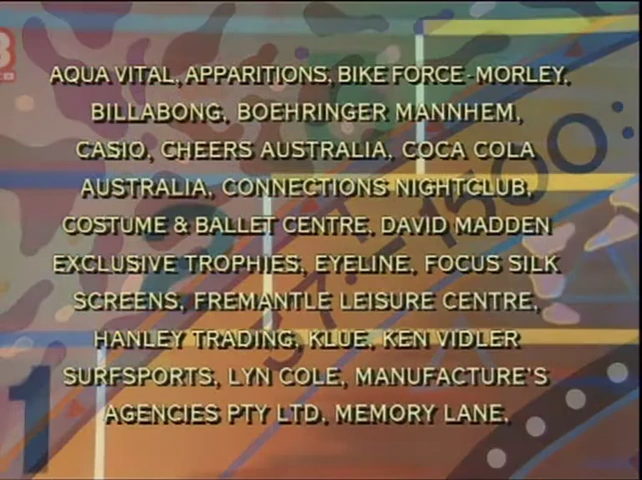 AQUA VITAL, APPARITIONS, BIKE FORCE - MORLEY,
BILLABONG, BOEHRINGER MANNHEM,
CASIO, CHEERS AUSTRALIA, COCA COLA
AUSTRALIA, CONNECTIONS NIGHTCLUB,
COSTUME & BALLET CENTRE, DAVID MADDEN
EXCLUSIVE TROPHIES, EYELINE, FOCUS SILK
SCREENS, FREMANTLE LEISURE CENTRE,
HANLEY TRADING, KLUE, KEN VIDLER
SURFSPORTS, LYN COLE, MANUFACTURE'S
AGENCIES PTY LTD, MEMORY LANE,
1